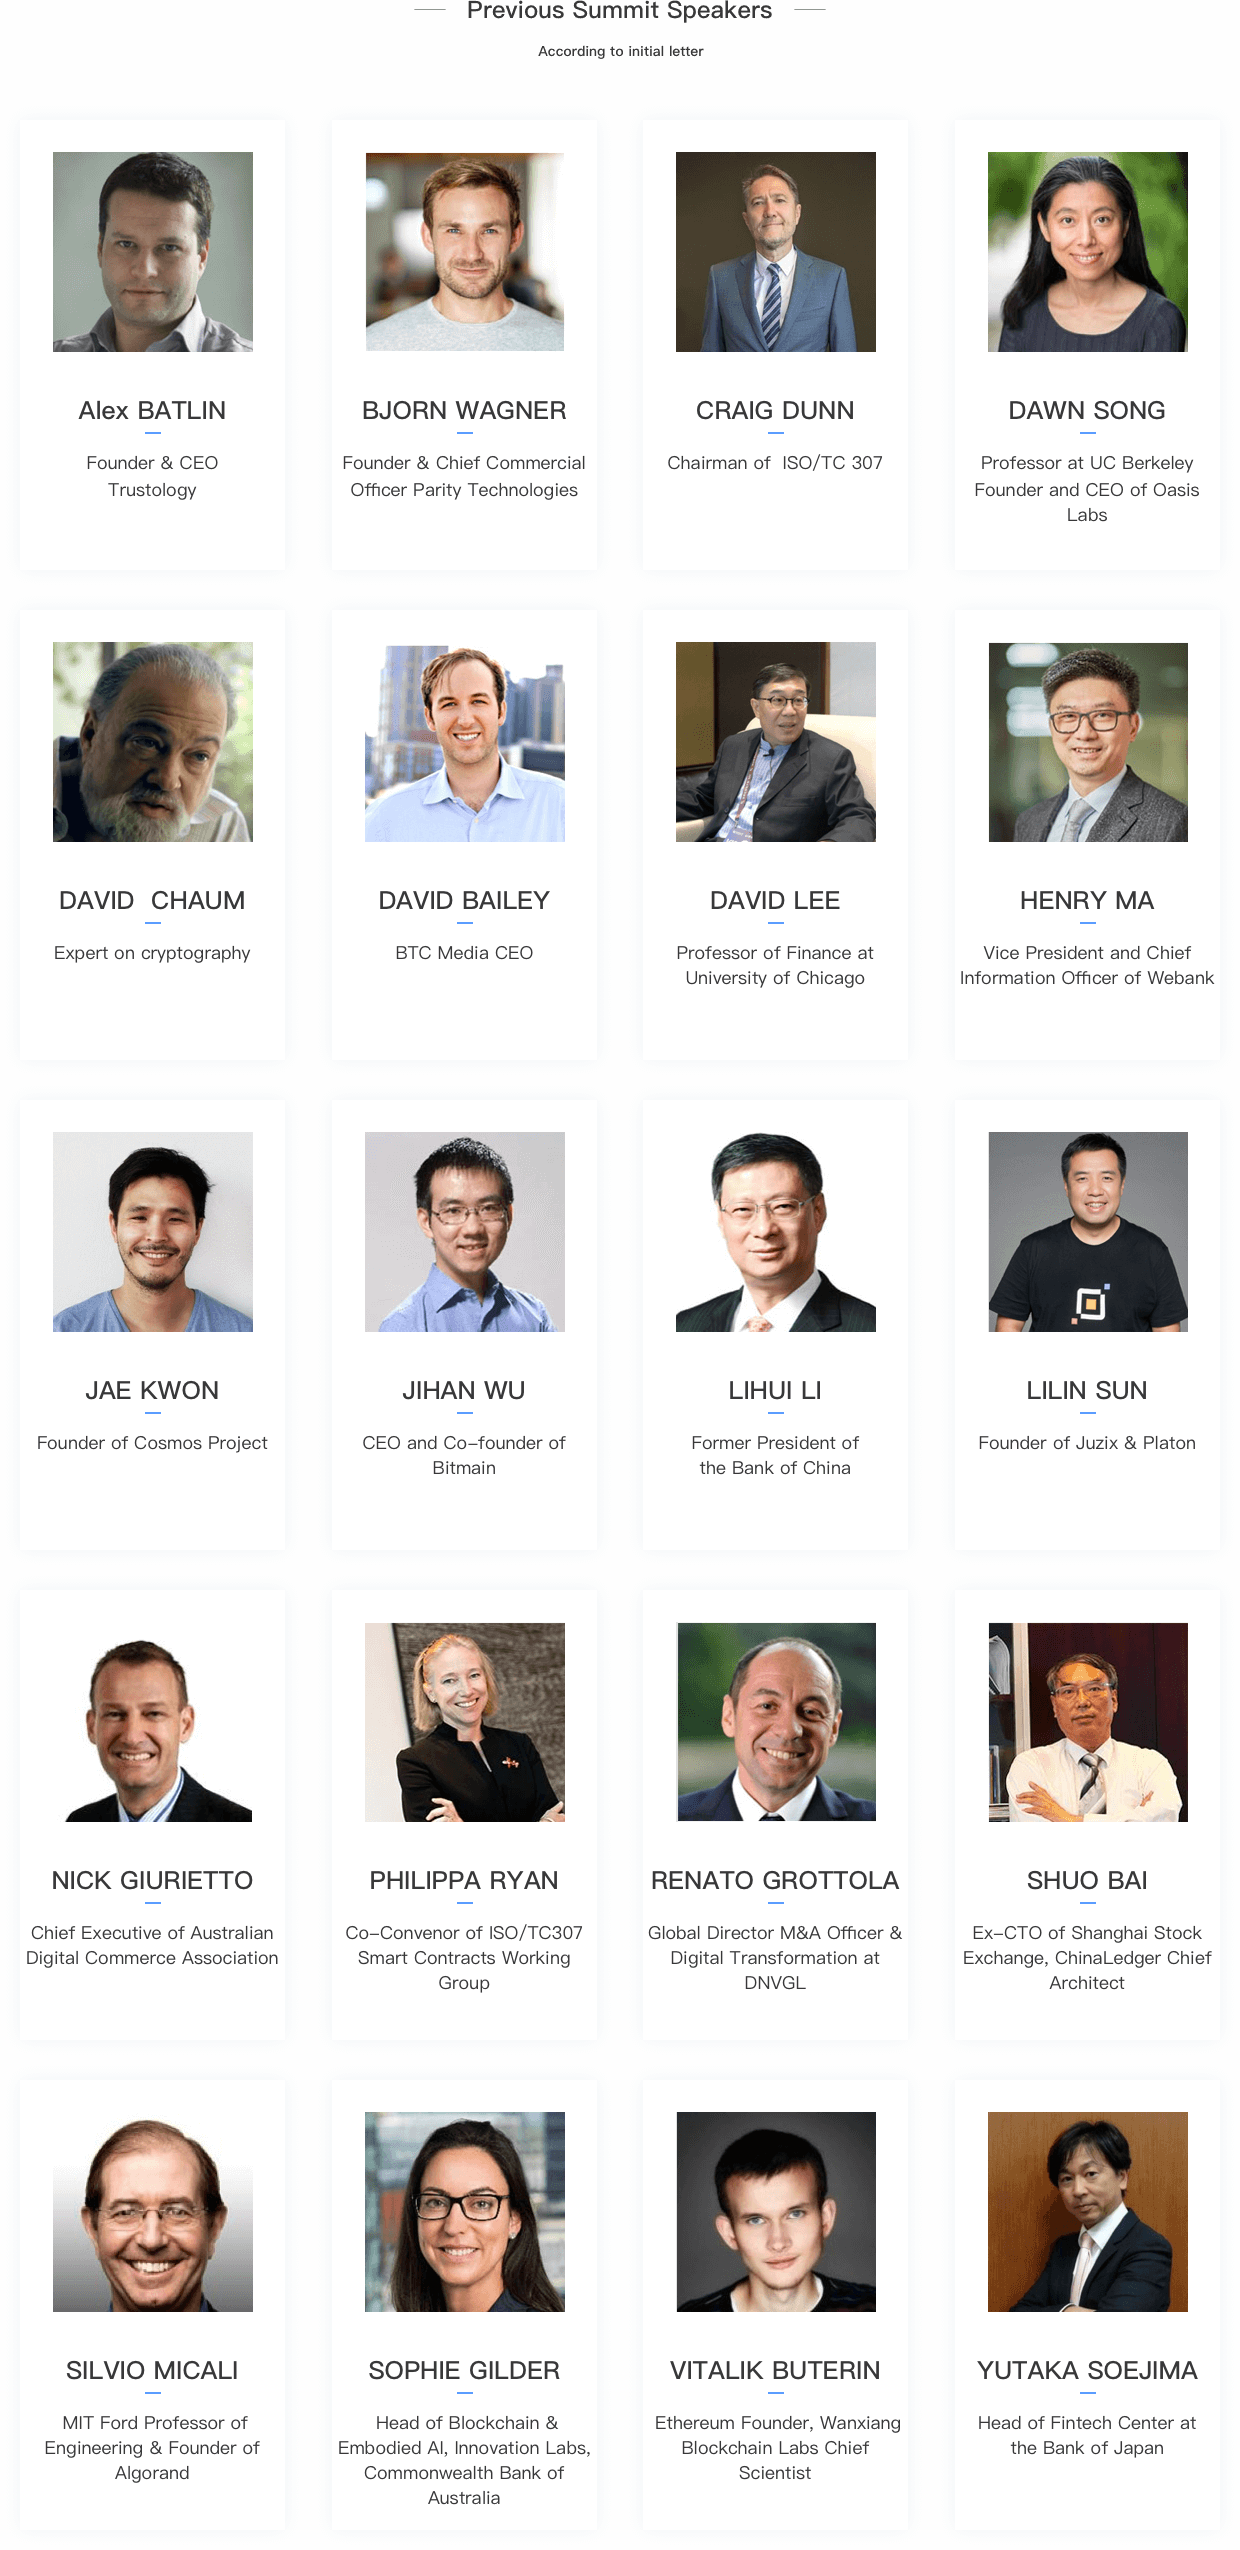 Previous Summit Speakers
According to initial letter
Alex BATLIN
Founder & CEO
Trustology
BJORN WAGNER
Founder & Chief Commercial
Officer Parity Technologies
CRAIG DUNN
Chairman of  ISO/TC 307
DAWN SONG
Professor at UC Berkeley
Founder and CEO of Oasis
Labs
DAVID  CHAUM
Expert on cryptography
DAVID BAILEY
BTC Media CEO
DAVID LEE
Professor of Finance at
University of Chicago
HENRY MA
Vice President and Chief
Information Officer of Webank
JAE KWON
Founder of Cosmos Project
JIHAN WU
CEO and Co-founder of
Bitmain
LIHUI LI
Former President of
the Bank of China
LILIN SUN
Founder of Juzix & Platon
NICK GIURIETTO
Chief Executive of Australian
Digital Commerce Association
PHILIPPA RYAN
Co-Convenor of ISO/TC307
Smart Contracts Working
Group
RENATO GROTTOLA
Global Director M&A Officer &
Digital Transformation at
DNVGL
SHUO BAI
Ex-CTO of Shanghai Stock
Exchange, ChinaLedger Chief
Architect
SILVIO MICALI
MIT Ford Professor of
Engineering & Founder of
Algorand
SOPHIE GILDER
Head of Blockchain &
Embodied AI, Innovation Labs,
Commonwealth Bank of
Australia
VITALIK BUTERIN
Ethereum Founder, Wanxiang
Blockchain Labs Chief
Scientist
YUTAKA SOEJIMA
Head of Fintech Center at
the Bank of Japan